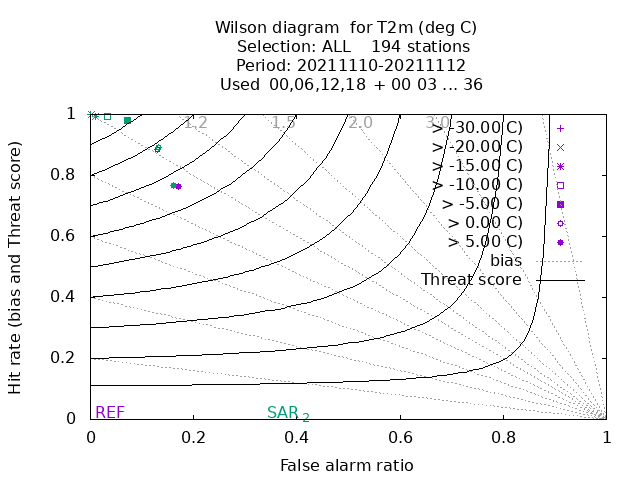 Wilson diagram  for T2m (deg C)
Selection: ALL    194 stations
Period: 20211110-20211112
Used  00,06,12,18  + 00 03 ... 36
Hit rate (bias and Threat score)
1
0.8
0.6
0.4
0.2
0
1.2
1.5
2.0
3.0
> -30.00 C)
> -20.00 C)
> -15.00 C)
> -10.00 C)
> -5.00 C)
> 0.00 C)
> 5.00 C)
bias
Threat score
REF
SAR 2
0 0.2 0.4 0.6 0.8 1
False alarm ratio